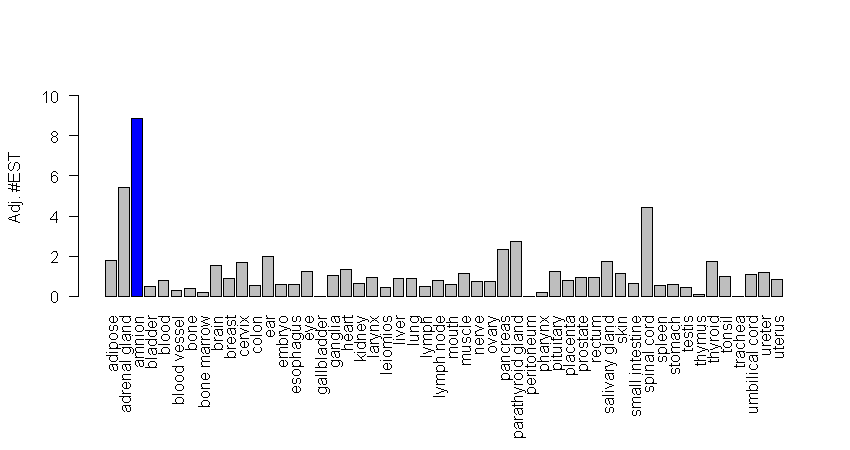 Adj. #EST
10
8
6
4
2
0
adipose
adrenal gland
amnion
bladder
blood
blood vessel
bone
bone marrow
brain
breast
cervix
colon
ear
embryo
esophagus
eye
gallbladder
ganglia
heart
kidney
larynx
leiomios
liver
lung
lymph
lymph node
mouth
muscle
nerve
ovary
pancreas
parathyroid gland
peritoneum
pharynx
pituitary
placenta
prostate
rectum
salivary gland
skin
small intestine
spinal cord
spleen
stomach
testis
thymus
thyroid
tonsil
trachea
umbilical cord
ureter
uterus